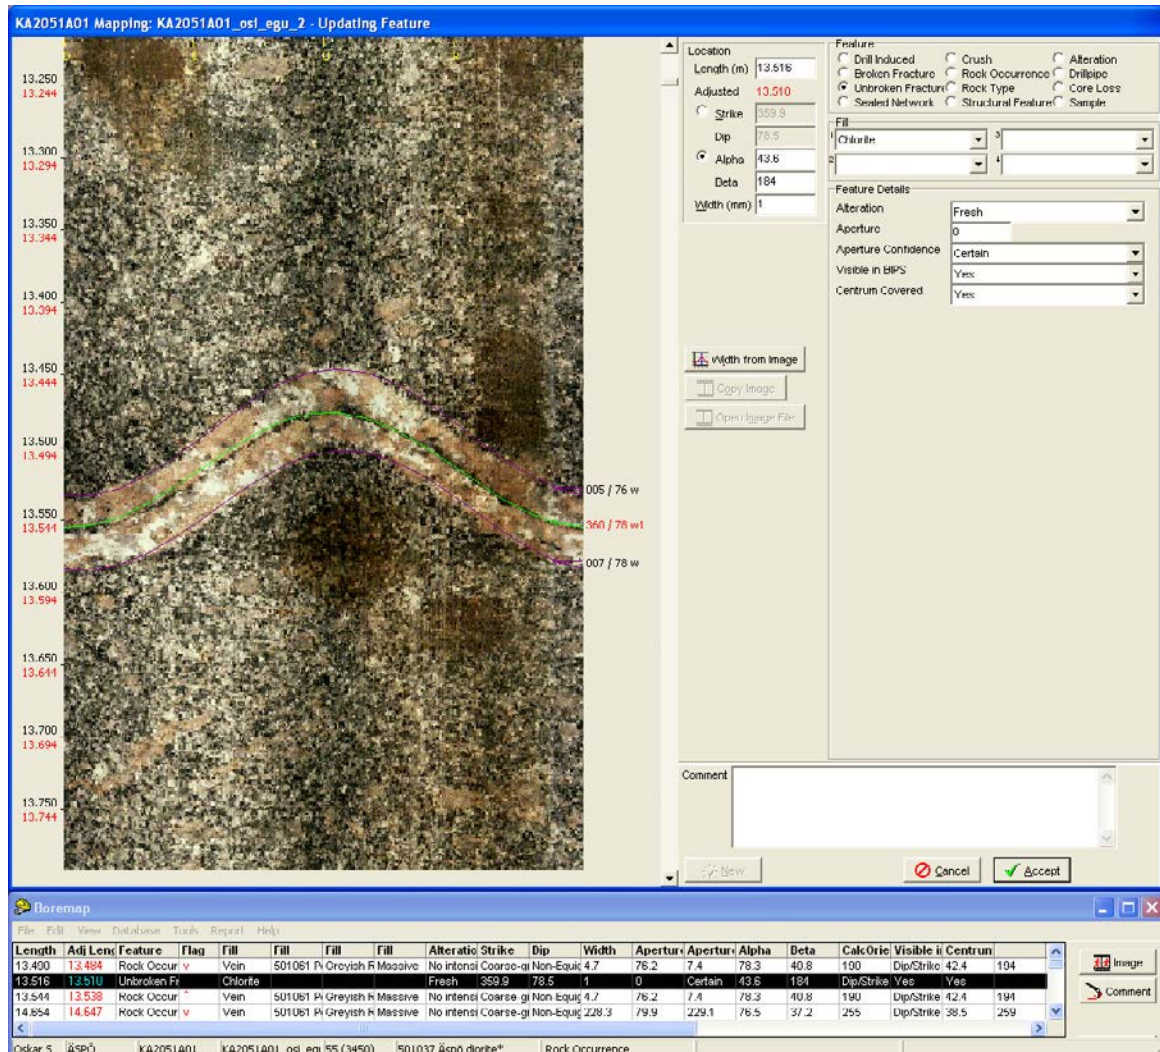 KA2051A01 Mapping: KA2051A01_osl_egu_2 - Updating Feature
13.250
13.244
13.300
13.294
13.350
13.344
13.400
13.394
13.450
13.444
13.500
13.494
13.550
13.544
13.600
13.594
13.650
13.644
13.700
13.694
13.750
13.744
005 / 76 w
360 / 78 w1
007 / 78 w
Location
Length (m) 13.516
Adjusted 13.510
Strike 359.9
Dip 78.5
Alpha 43.6
Beta 184
Width (mm) 1
Width from Image
Copy Image
Open Image File
Feature
Drill Induced Crush Alteration
Broken Fracture Rock Occurrence Drillpipe
Unbroken Fracture Rock Type Core Loss
Sealed Network Structural Feature Sample
Fill
1 Chlorite 3
2 4
Feature Details
Alteration Fresh
Aperture 0
Aperture Confidence Certain
Visible in BIPS Yes
Centrum Covered Yes
Comment
New Cancel Accept
Boremap
File Edit View Database Tools Report Help
Length Adj Leng Feature Flag Fill Fill Fill Fill Alteratio Strike Dip Width Aperture Aperture Alpha Beta CalcOrie Visible i Centrun
13.490 13.484 Rock Occur v Vein 501061 P Greyish R Massive No intensi Coarse-gr Non-Equig 4.7 76.2 7.4 78.3 40.8 190 Dip/Strike 42.4 194
13.516 13.510 Unbroken Fr Chlorite Fresh 359.9 78.5 1 0 Certain 43.6 184 Dip/Strike Yes Yes
13.544 13.538 Rock Occur ^ Vein 501061 P Greyish R Massive No intensi Coarse-gr Non-Equig 4.7 76.2 7.4 78.3 40.8 190 Dip/Strike 42.4 194
14.654 14.647 Rock Occur v Vein 501061 P Greyish R Massive No intensi Coarse-gr Non-Equig 228.3 79.9 229.1 76.5 37.2 255 Dip/Strike 38.5 259
Image
Comment
Oskar S ÄSPÖ KA2051A01 KA2051A01_osl_egu 55 (3450) 501037 Äspö diorite* Rock Occurrence